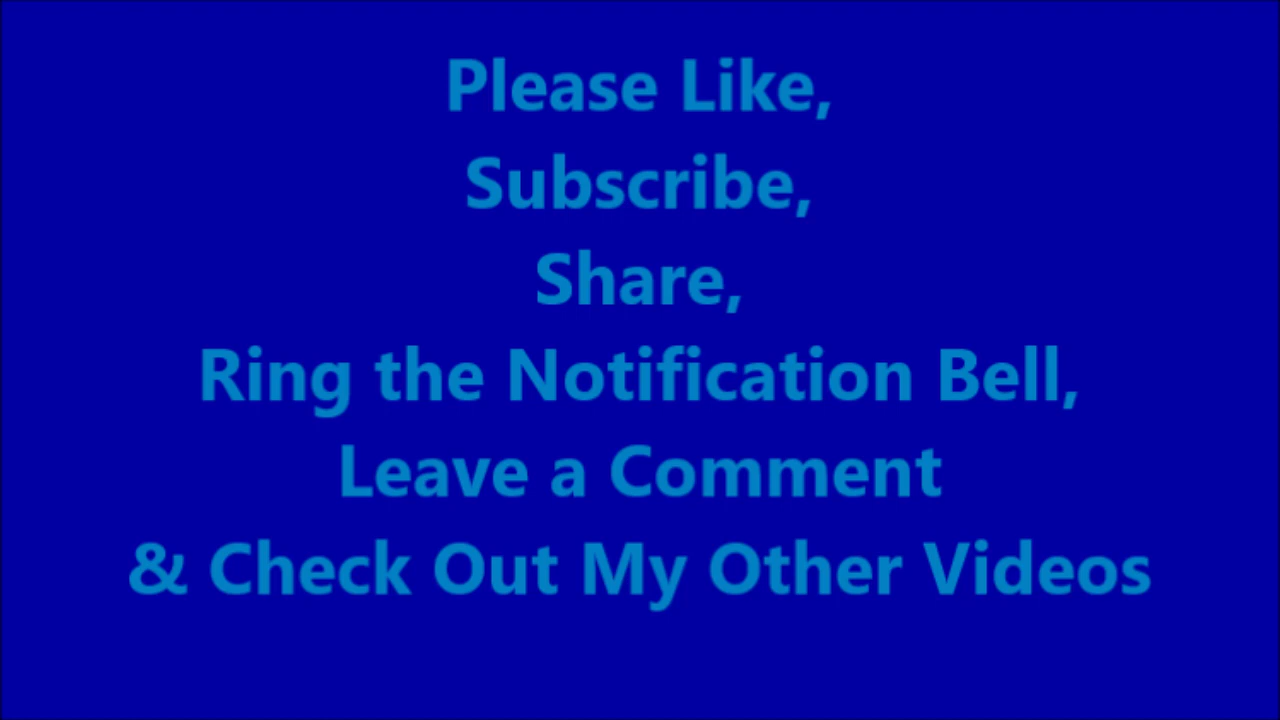 Please Like,
Subscribe,
Share,
Ring the Notification Bell,
Leave a Comment
& Check Out My Other Videos